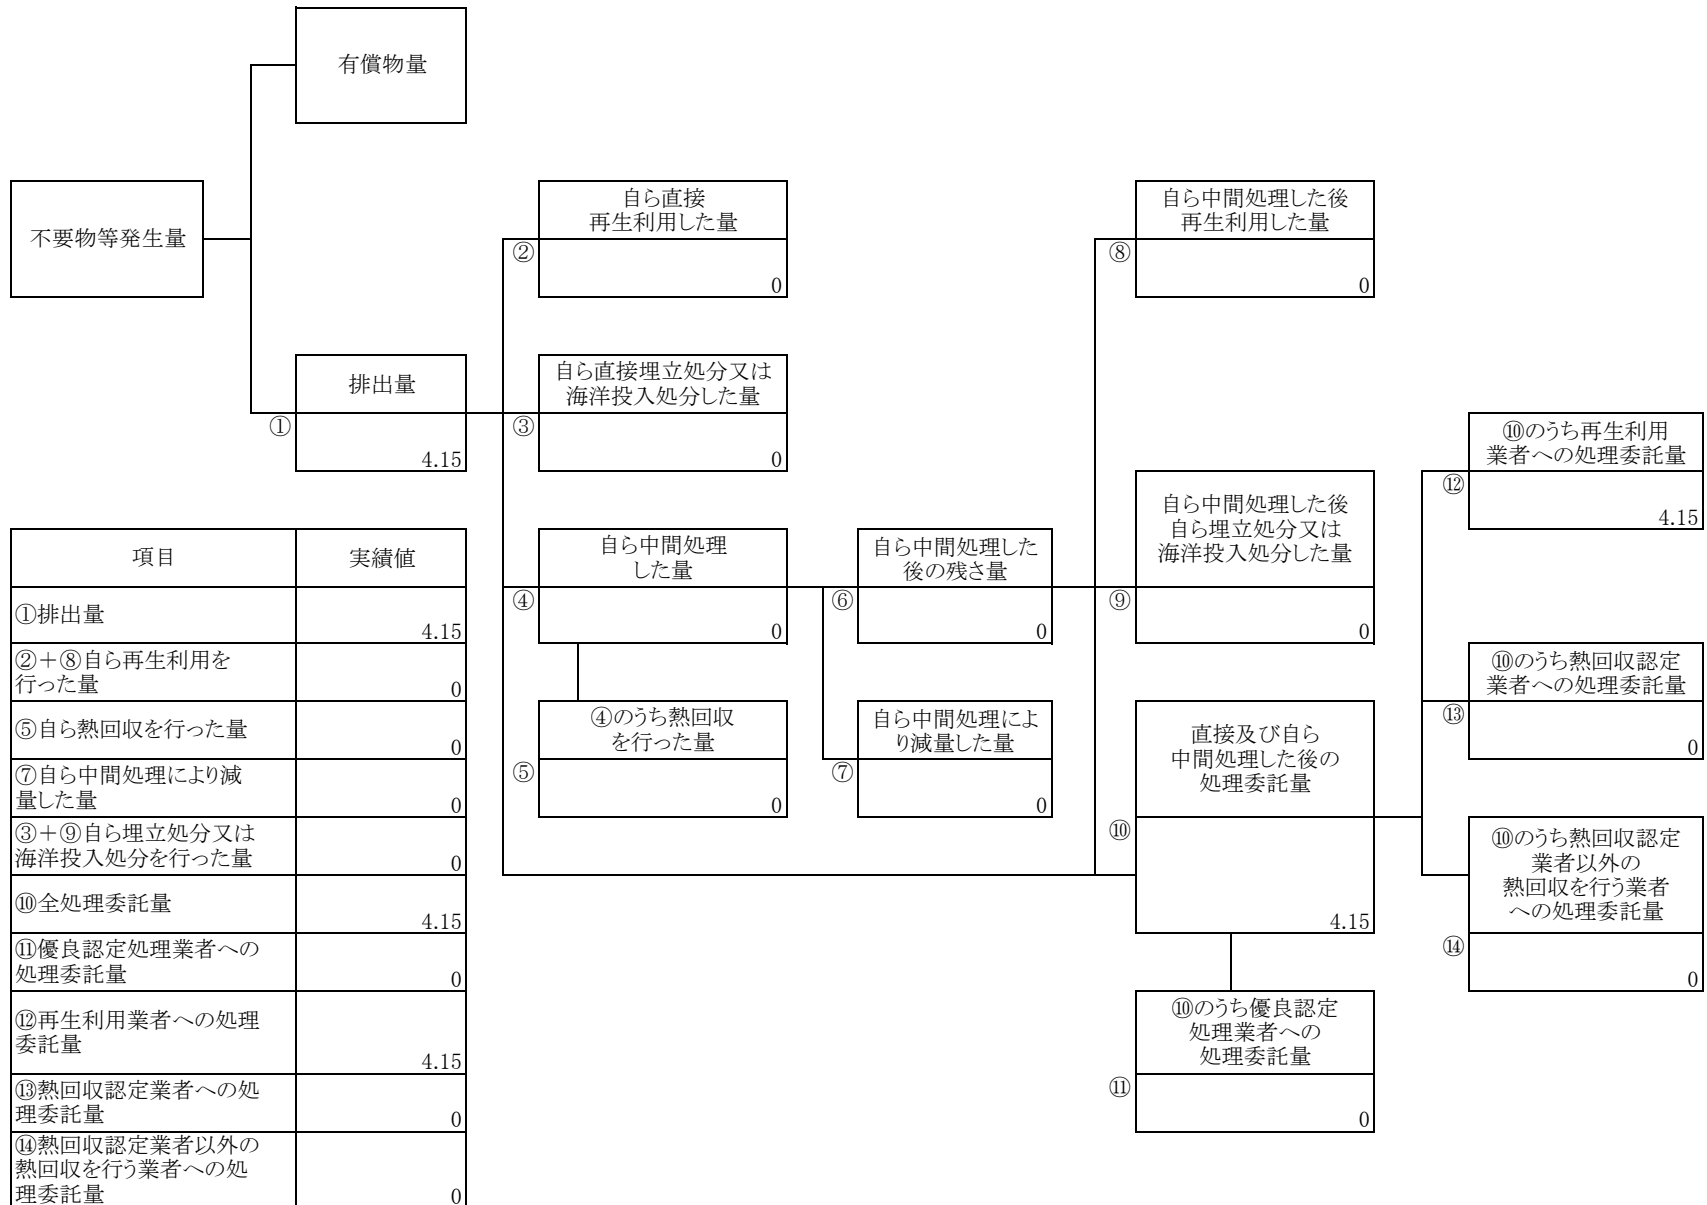 有償物量
不要物等発生量
自ら直接
再生利用した量
②
0
自ら中間処理した後
再生利用した量
⑧
0
排出量
①
4.15
自ら直接埋立処分又は
海洋投入処分した量
③
0
⑩のうち再生利用
業者への処理委託量
⑫
4.15
自ら中間処理
した量
④
0
自ら中間処理した
後の残さ量
⑥
0
自ら中間処理した後
自ら埋立処分又は
海洋投入処分した量
⑨
0
⑩のうち熱回収認定
業者への処理委託量
⑬
0
④のうち熱回収
を行った量
⑤
0
自ら中間処理によ
り減量した量
⑦
0
直接及び自ら
中間処理した後の
処理委託量
⑩
4.15
⑩のうち熱回収認定
業者以外の
熱回収を行う業者
への処理委託量
⑭
0
⑩のうち優良認定
処理業者への
処理委託量
⑪
0
項目 実績値
①排出量
4.15
②+⑧自ら再生利用を
行った量
0
⑤自ら熱回収を行った量
0
⑦自ら中間処理により減
量した量
0
③+⑨自ら埋立処分又は
海洋投入処分を行った量
0
⑩全処理委託量
4.15
⑪優良認定処理業者への
処理委託量
0
⑫再生利用業者への処理
委託量
4.15
⑬熱回収認定業者への処
理委託量
0
⑭熱回収認定業者以外の
熱回収を行う業者への処
理委託量
0